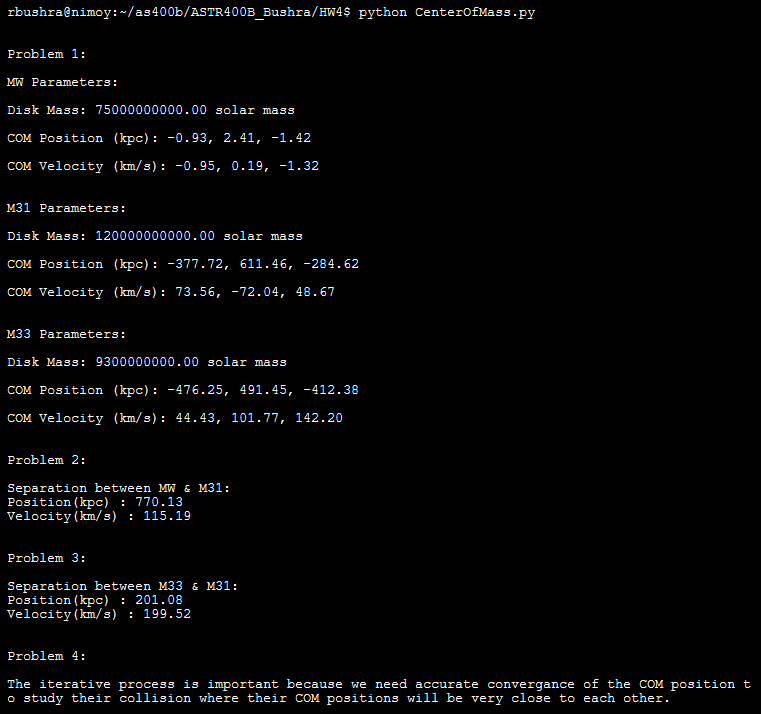 rbushra@nimoy:~/as400b/ASTR400B_Bushra/HW4$ python CenterOfMass.py
Problem 1:
MW Parameters:
Disk Mass: 75000000000.00 solar mass
COM Position (kpc): -0.93, 2.41, -1.42
COM Velocity (km/s): -0.95, 0.19, -1.32
M31 Parameters:
Disk Mass: 120000000000.00 solar mass
COM Position (kpc): -377.72, 611.46, -284.62
COM Velocity (km/s): 73.56, -72.04, 48.67
M33 Parameters:
Disk Mass: 9300000000.00 solar mass
COM Position (kpc): -476.25, 491.45, -412.38
COM Velocity (km/s): 44.43, 101.77, 142.20
Problem 2:
Separation between MW & M31:
Position(kpc) : 770.13
Velocity(km/s) : 115.19
Problem 3:
Separation between M33 & M31:
Position(kpc) : 201.08
Velocity(km/s) : 199.52
Problem 4:
The iterative process is important because we need accurate convergance of the COM position t
o study their collision where their COM positions will be very close to each other.